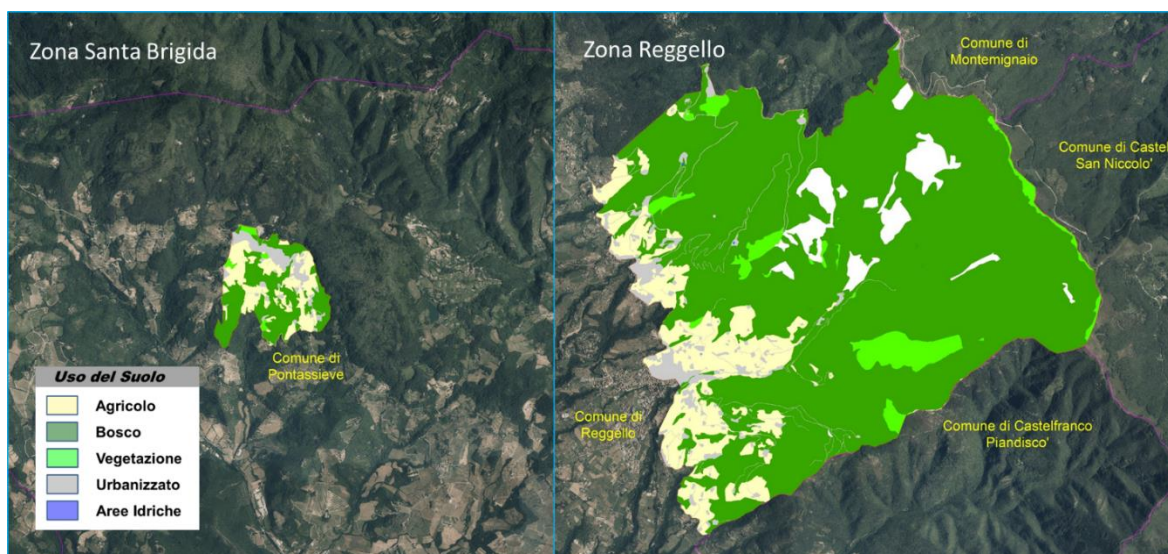 Zona Santa Brigida
Comune di
Pontassieve
Uso del Suolo
Agricolo
Bosco
Vegetazione
Urbanizzato
Aree Idriche
Zona Reggello
Comune di
Montemignaio
Comune di Castel
San Niccolo'
Comune di
Reggello
Comune di Castelfranco
Piandisco'